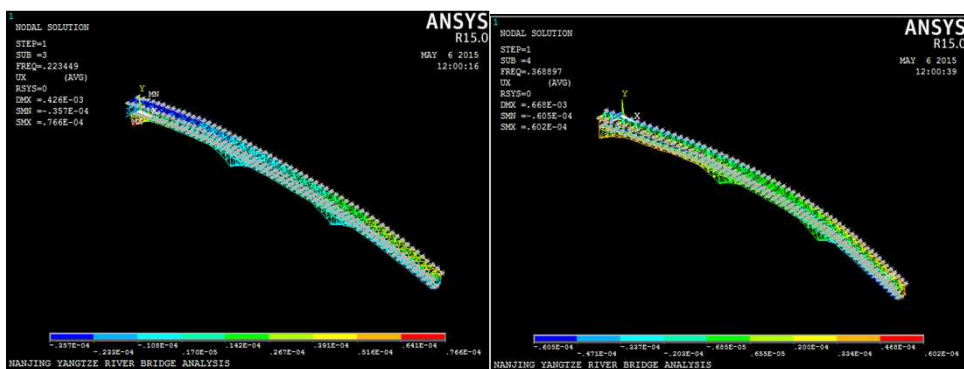 1
NODAL SOLUTION
STEP=1
SUB =3
FREQ=.223449
UX (AVG)
RSYS=0
DMX =.426E-03
SMN =-.357E-04
SMX =.766E-04
ANSYS
R15.0
MAY 6 2015
12:00:16
Y
MN
X
MX
-.357E-04
-.233E-04
-.108E-04
.170E-05
.142E-04
.267E-04
.391E-04
.516E-04
.641E-04
.766E-04
NANJING YANGTZE RIVER BRIDGE ANALYSIS
1
NODAL SOLUTION
STEP=1
SUB =4
FREQ=.368897
UX (AVG)
RSYS=0
DMX =.668E-03
SMN =-.605E-04
SMX =.602E-04
ANSYS
R15.0
MAY 6 2015
12:00:39
Y
X
-.605E-04
-.471E-04
-.337E-04
-.203E-04
-.685E-05
.655E-05
.200E-04
.334E-04
.468E-04
.602E-04
NANJING YANGTZE RIVER BRIDGE ANALYSIS